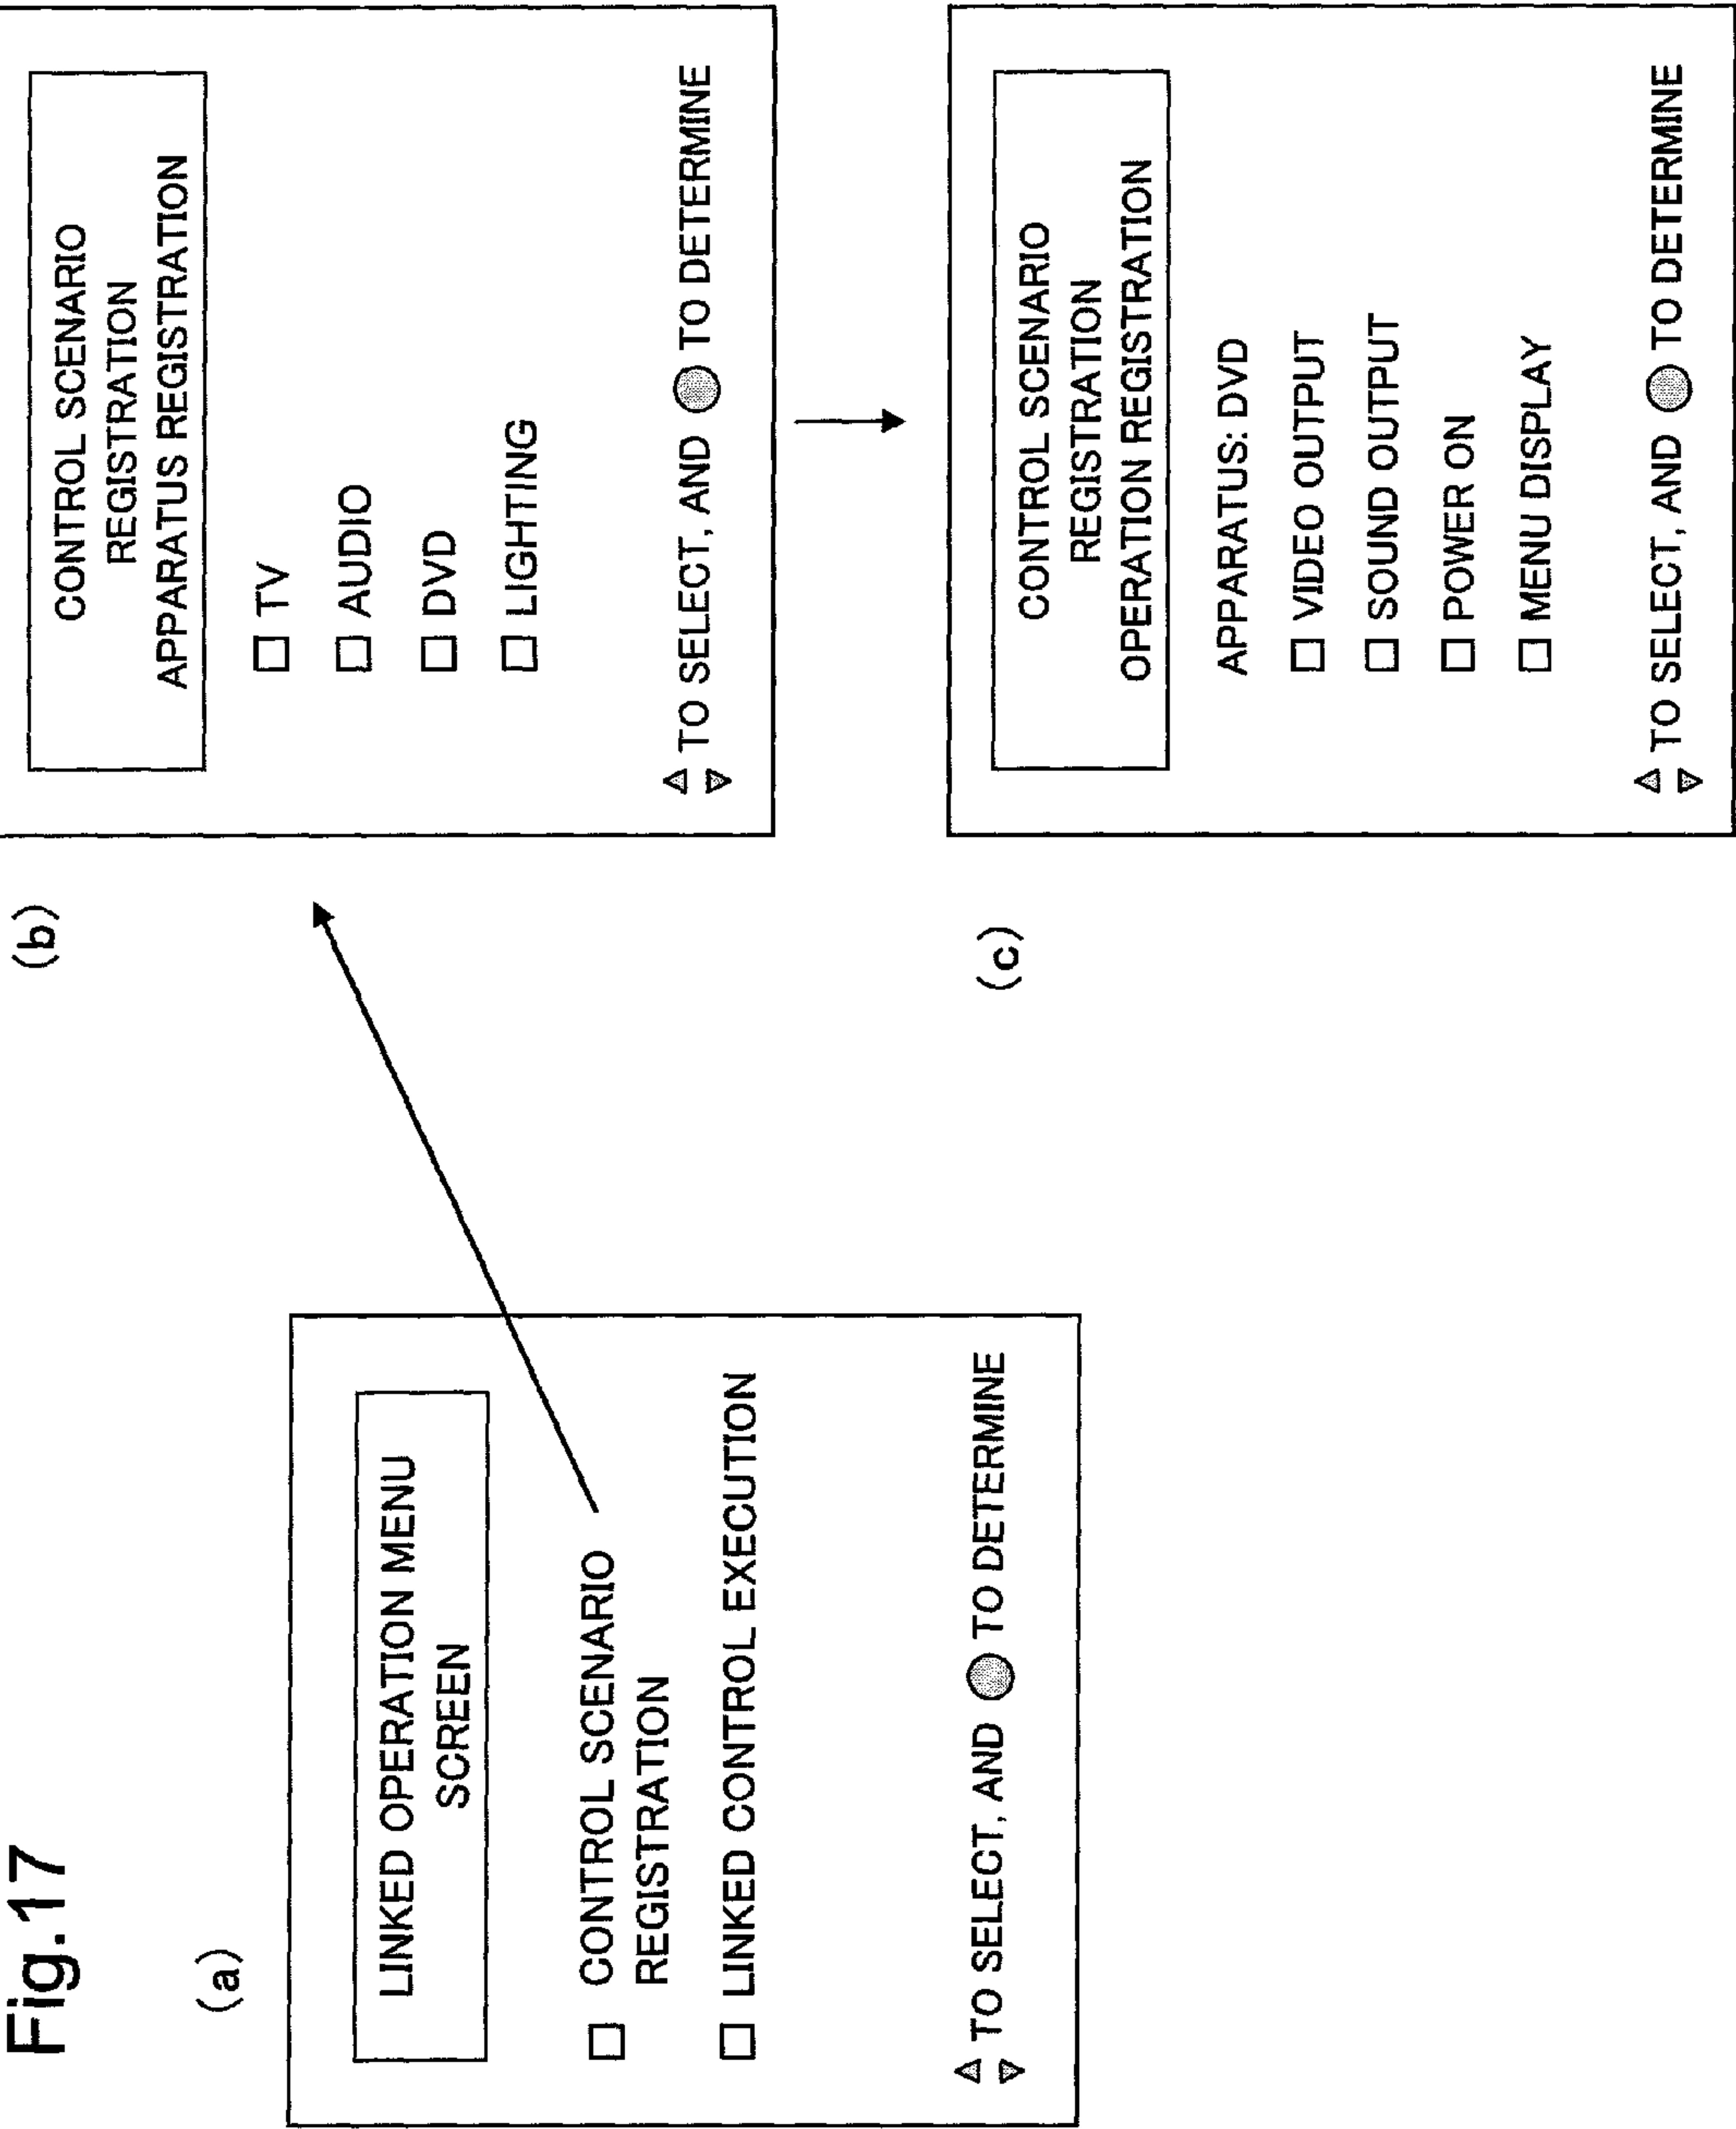 Fig.17
(a)
LINKED OPERATION MENU
SCREEN
□ CONTROL SCENARIO
REGISTRATION
□ LINKED CONTROL EXECUTION
△▽ TO SELECT, AND ● TO DETERMINE
(b)
CONTROL SCENARIO
REGISTRATION
APPARATUS REGISTRATION
□ TV
□ AUDIO
□ DVD
□ LIGHTING
△▽ TO SELECT, AND ● TO DETERMINE
(c)
CONTROL SCENARIO
REGISTRATION
OPERATION REGISTRATION
APPARATUS: DVD
□ VIDEO OUTPUT
□ SOUND OUTPUT
□ POWER ON
□ MENU DISPLAY
△▽ TO SELECT, AND ● TO DETERMINE